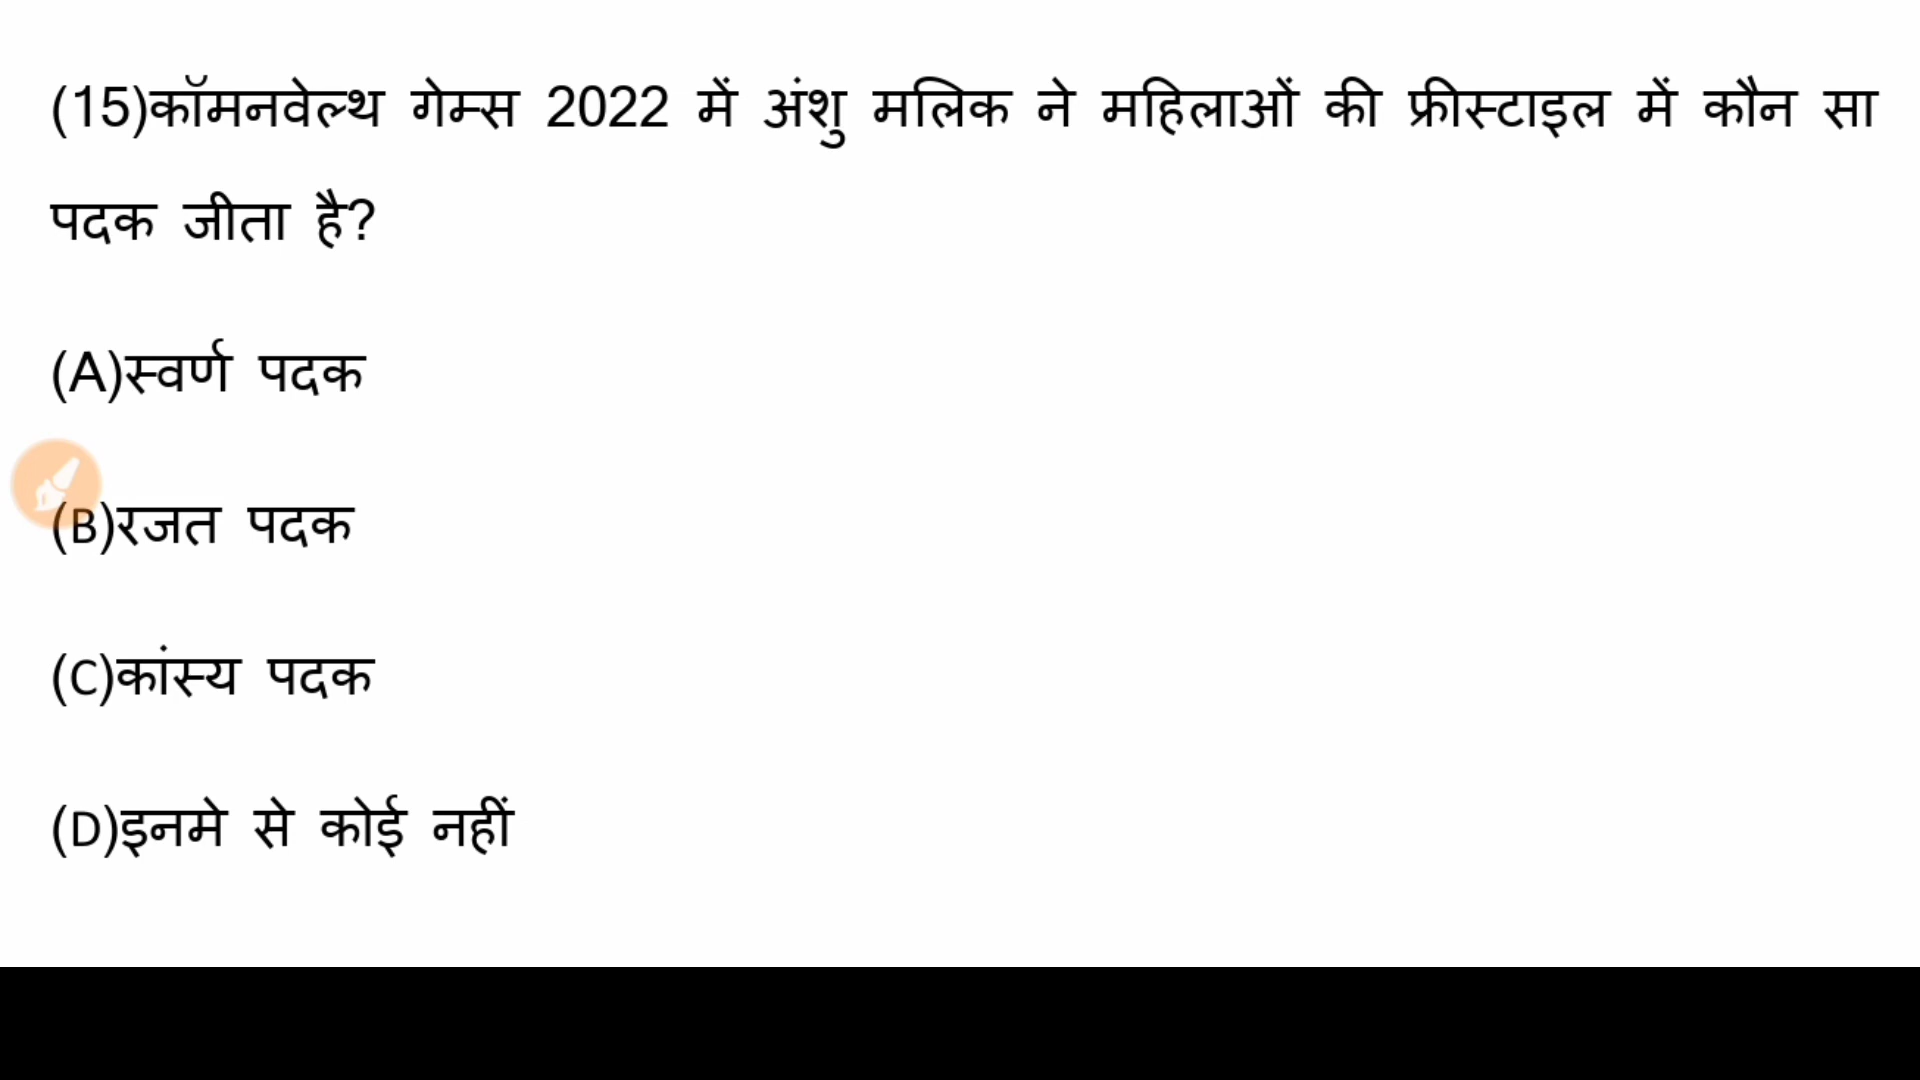 (15)कॉमनवेल्थ गेम्स 2022 में अंशु मलिक ने महिलाओं की फ्रीस्टाइल में कौन सा
पदक जीता है?
(A)स्वर्ण पदक
(B)रजत पदक
(C)कांस्य पदक
(D)इनमे से कोई नहीं